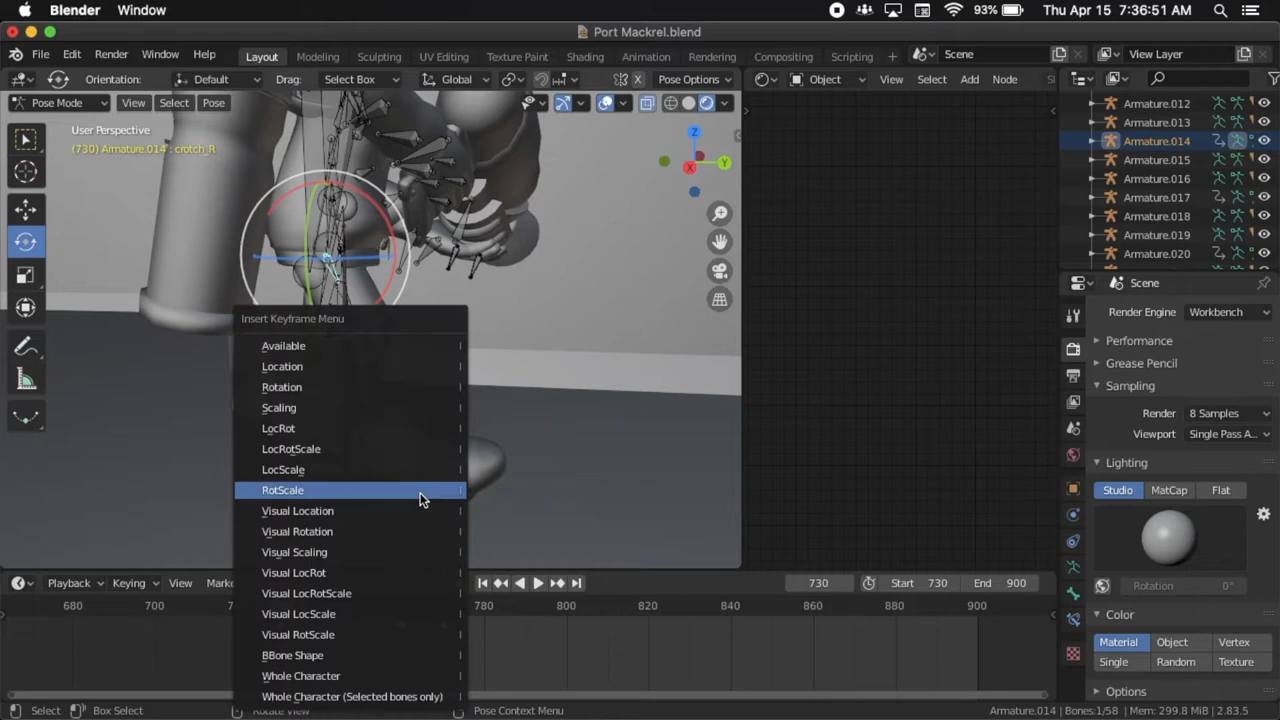 Blender Window 93% Thu Apr 15 7:36:51 AM
Port Mackrel.blend
File Edit Render Window Help Layout Modeling Sculpting UV Editing Texture Paint Shading Animation Rendering Compositing Scripting Scene View Layer
Orientation: Default Drag: Select Box Global X Pose Options Object View Select Add Node
Pose Mode View Select Pose
User Perspective
(730) Armature.014 : crotch_R
Z
Y
X
Armature.012
Armature.013
Armature.014
Armature.015
Armature.016
Armature.017
Armature.018
Armature.019
Armature.020
Scene
Render Engine Workbench
Performance
Grease Pencil
Sampling
Render 8 Samples
Viewport Single Pass A...
Lighting
Studio MatCap Flat
Rotation 0°
Color
Material Object Vertex
Single Random Texture
Options
Insert Keyframe Menu
Available I
Location I
Rotation I
Scaling I
LocRot I
LocRotScale I
LocScale I
RotScale I
Visual Location I
Visual Rotation I
Visual Scaling I
Visual LocRot I
Visual LocRotScale I
Visual LocScale I
Visual RotScale I
BBone Shape I
Whole Character I
Whole Character (Selected bones only) I
Playback Keying View 730 Start 730 End 900
680 700 780 800 820 840 860 880 900
Select Box Select Rotate View Pose Context Menu Armature.014 | Bones:1/58 | Mem: 299.8 MiB | 2.83.5